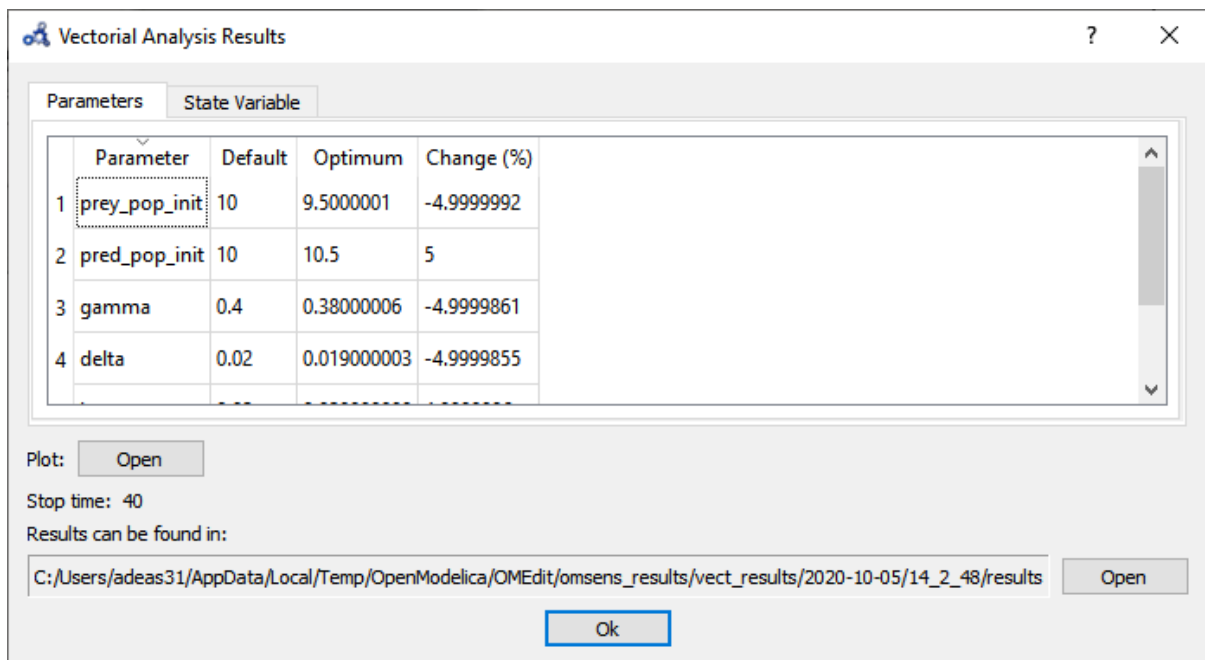 Vectorial Analysis Results ?
Parameters State Variable
Parameter Default Optimum Change (%)
1 prey_pop_init 10 9.5000001 -4.9999992
2 pred_pop_init 10 10.5 5
3 gamma 0.4 0.38000006 -4.9999861
4 delta 0.02 0.019000003 -4.9999855
Plot: Open
Stop time: 40
Results can be found in:
C:/Users/adeas31/AppData/Local/Temp/OpenModelica/OMEdit/omsens_results/vect_results/2020-10-05/14_2_48/results Open
Ok